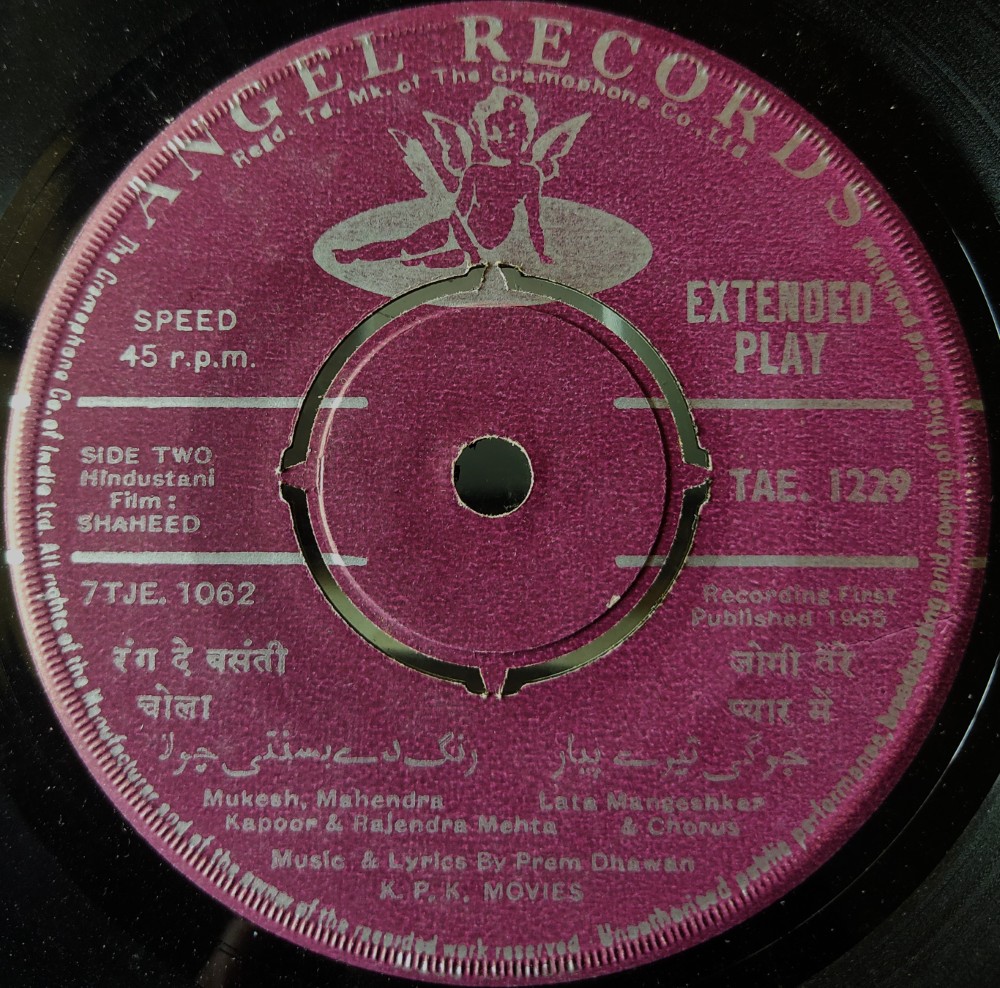 ANGEL RECORDS
Regd. Td. Mk. of The Gramophone Co., Ltd
SPEED
45 r.p.m.
EXTENDED
PLAY
SIDE TWO
Hindustani
Film :
SHAHEED
TAE. 1229
7TJE. 1062
Recording First
Published 1965
रंग दे बसंती
चोला
जोगी तेरे
प्यार में
رنگ دے بسنتی چولا
جوگی تیرے پیار
Mukesh, Mahendra
Kapoor & Rajendra Mehta
Lata Mangeshkar
& Chorus
Music & Lyrics By Prem Dhawan
K. P. K. MOVIES
The Gramophone Co. of India Ltd. All rights of the Manufacturer and of the owner of the recorded work reserved. Unauthorised public performance, broadcasting and dubbing of this record prohibited